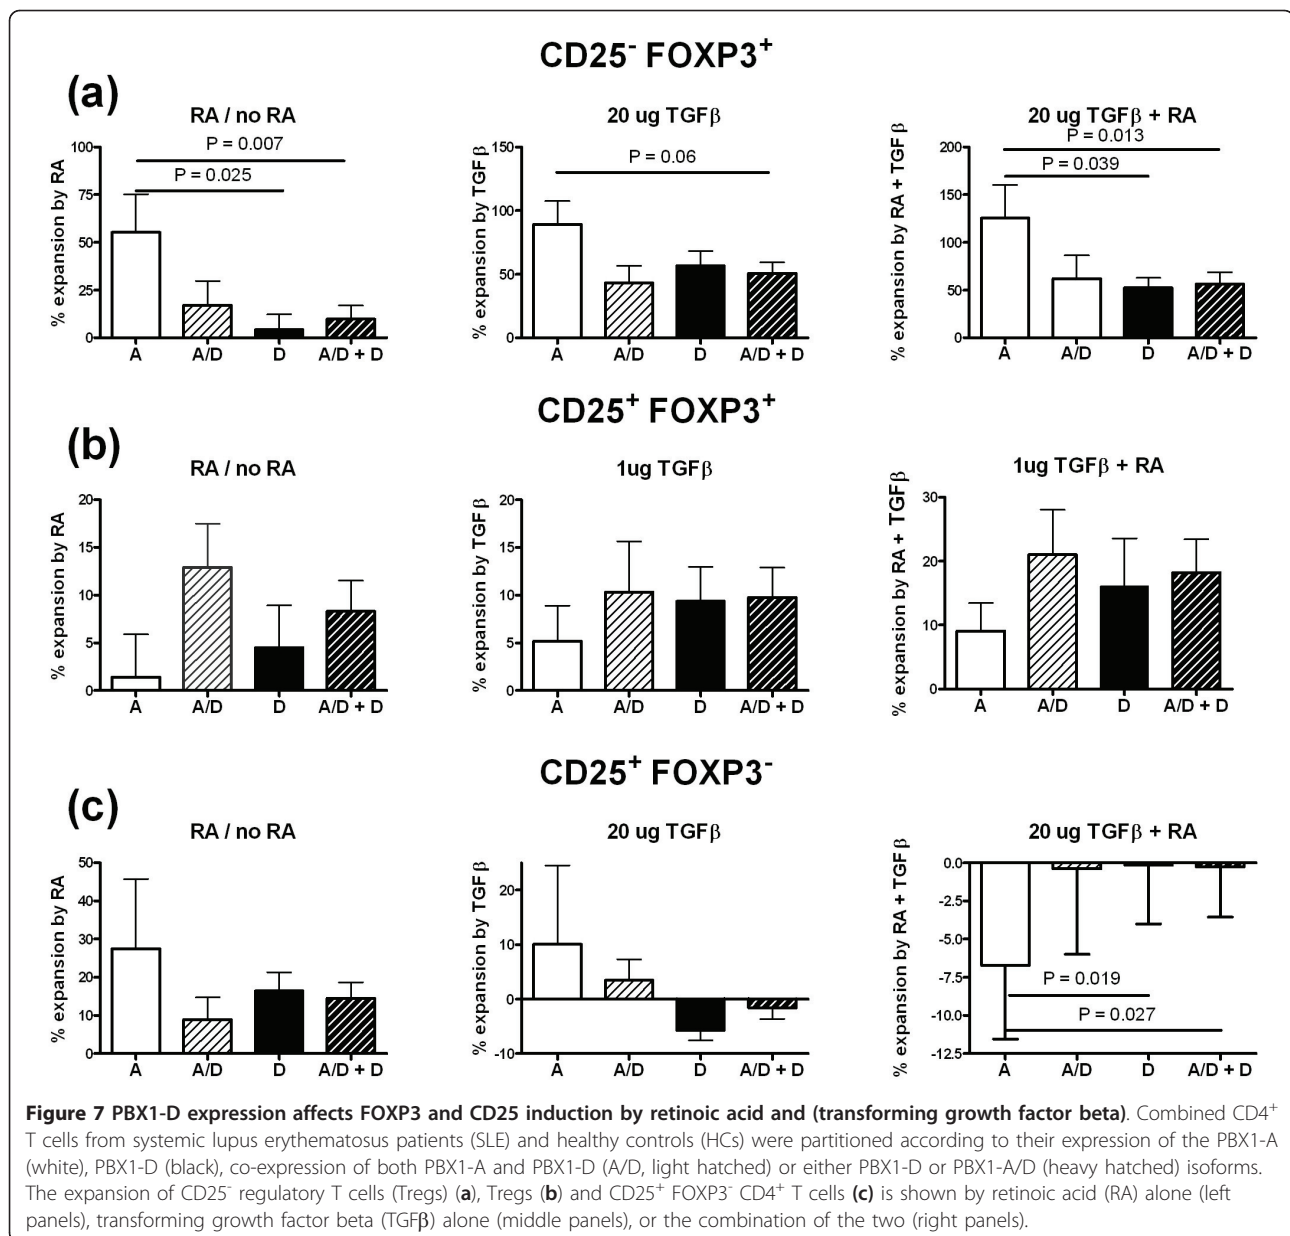 CD25⁻ FOXP3⁺
(a)
RA / no RA
% expansion by RA
100
75
50
25
0
P = 0.007
P = 0.025
A A/D D A/D + D
20 ug TGFβ
% expansion by TGF β
150
100
50
0
P = 0.06
A A/D D A/D + D
20 ug TGFβ + RA
% expansion by RA + TGF β
200
150
100
50
0
P = 0.013
P = 0.039
A A/D D A/D + D
CD25⁺ FOXP3⁺
(b)
RA / no RA
% expansion by RA
20
15
10
5
0
A A/D D A/D + D
1ug TGFβ
% expansion by TGF β
20
15
10
5
0
A A/D D A/D + D
1ug TGFβ + RA
% expansion by RA + TGFβ
30
20
10
0
A A/D D A/D + D
CD25⁺ FOXP3⁻
(c)
RA / no RA
% expansion by RA
50
40
30
20
10
0
A A/D D A/D + D
20 ug TGFβ
% expansion by TGF β
20
10
0
-10
A A/D D A/D + D
20 ug TGFβ + RA
% expansion by RA + TGF β
0.0
-2.5
-5.0
-7.5
-10.0
-12.5
P = 0.019
P = 0.027
A A/D D A/D + D
Figure 7 PBX1-D expression affects FOXP3 and CD25 induction by retinoic acid and (transforming growth factor beta). Combined CD4⁺
T cells from systemic lupus erythematosus patients (SLE) and healthy controls (HCs) were partitioned according to their expression of the PBX1-A
(white), PBX1-D (black), co-expression of both PBX1-A and PBX1-D (A/D, light hatched) or either PBX1-D or PBX1-A/D (heavy hatched) isoforms.
The expansion of CD25⁻ regulatory T cells (Tregs) (a), Tregs (b) and CD25⁺ FOXP3⁻ CD4⁺ T cells (c) is shown by retinoic acid (RA) alone (left
panels), transforming growth factor beta (TGFβ) alone (middle panels), or the combination of the two (right panels).